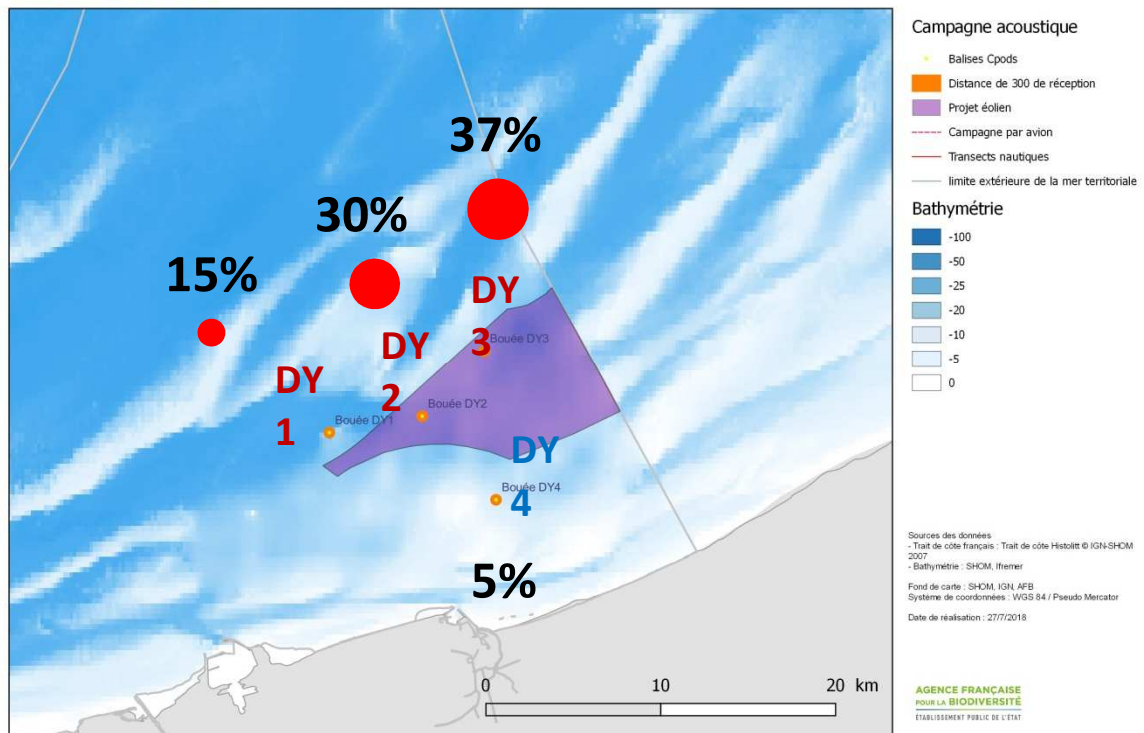 37%
30%
15%
DY
3
Bouée DY3
DY
2
Bouée DY2
DY
1
Bouée DY1
DY
4
Bouée DY4
5%
0 10 20 km
Campagne acoustique
Balises Cpods
Distance de 300 de réception
Projet éolien
Campagne par avion
Transects nautiques
limite extérieure de la mer territoriale
Bathymétrie
-100
-50
-25
-20
-10
-5
0
Sources des données
- Trait de côte français : Trait de côte Histolitt © IGN-SHOM
2007
- Bathymétrie : SHOM, Ifremer
Fond de carte : SHOM, IGN, AFB
Système de coordonnées : WGS 84 / Pseudo Mercator
Date de réalisation : 27/7/2018
AGENCE FRANÇAISE
POUR LA BIODIVERSITÉ
ÉTABLISSEMENT PUBLIC DE L'ÉTAT